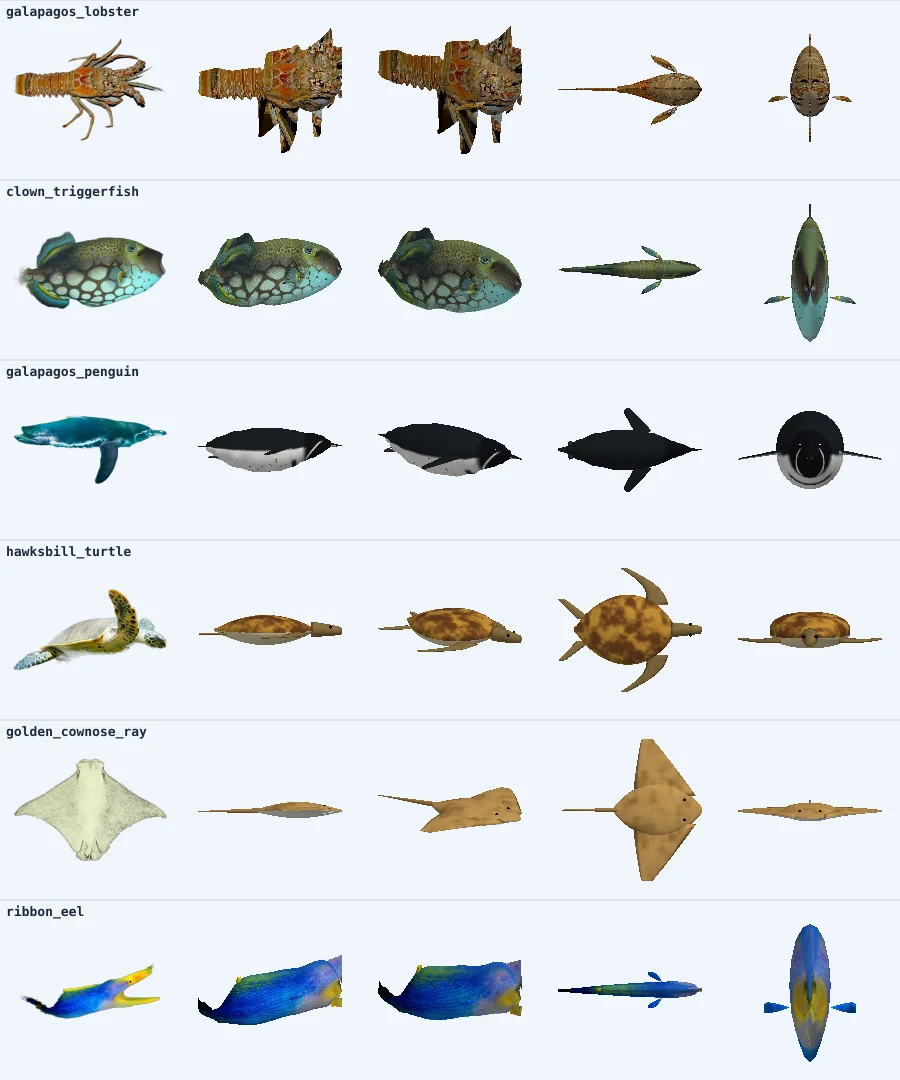 galapagos_lobster
clown_triggerfish
galapagos_penguin
hawksbill_turtle
golden_cownose_ray
ribbon_eel